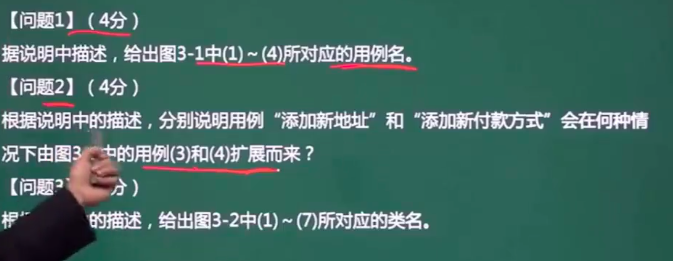 【问题1】（4分）
据说明中描述，给出图3-1中(1)～(4)所对应的用例名。
【问题2】（4分）
根据说明中的描述，分别说明用例“添加新地址”和“添加新付款方式”会在何种情
况下由图3 中的用例(3)和(4)扩展而来？
【问题3 分）
根 的描述，给出图3-2中(1)～(7)所对应的类名。